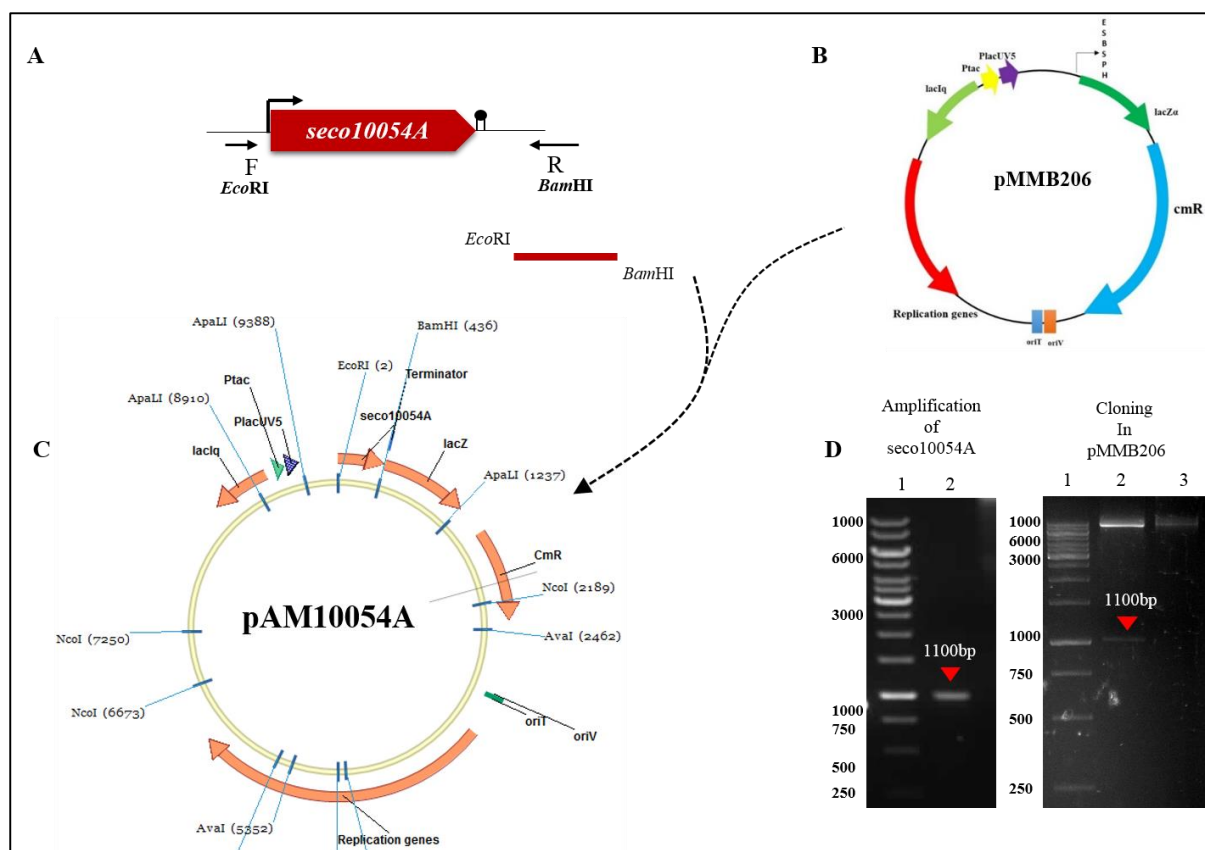 A
seco10054A
F
EcoRI
R
BamHI
EcoRI
BamHI
B
E
S
B
S
P
H
PlacUV5
Ptac
lacIq
lacZα
pMMB206
cmR
Replication genes
oriT
oriV
C
ApaLI (9388)
BamHI (436)
EcoRI (2)
Terminator
Ptac
seco10054A
ApaLI (8910)
PlacUV5
lacZ
lacIq
ApaLI (1237)
CmR
NcoI (2189)
pAM10054A
AvaI (2462)
NcoI (7250)
NcoI (6673)
oriT
oriV
AvaI (5352)
Replication genes
D
Amplification
of
seco10054A
1 2
1000
6000
3000
1100bp
1000
750
500
250
Cloning
In
pMMB206
1 2 3
1000
6000
3000
1100bp
1000
750
500
250